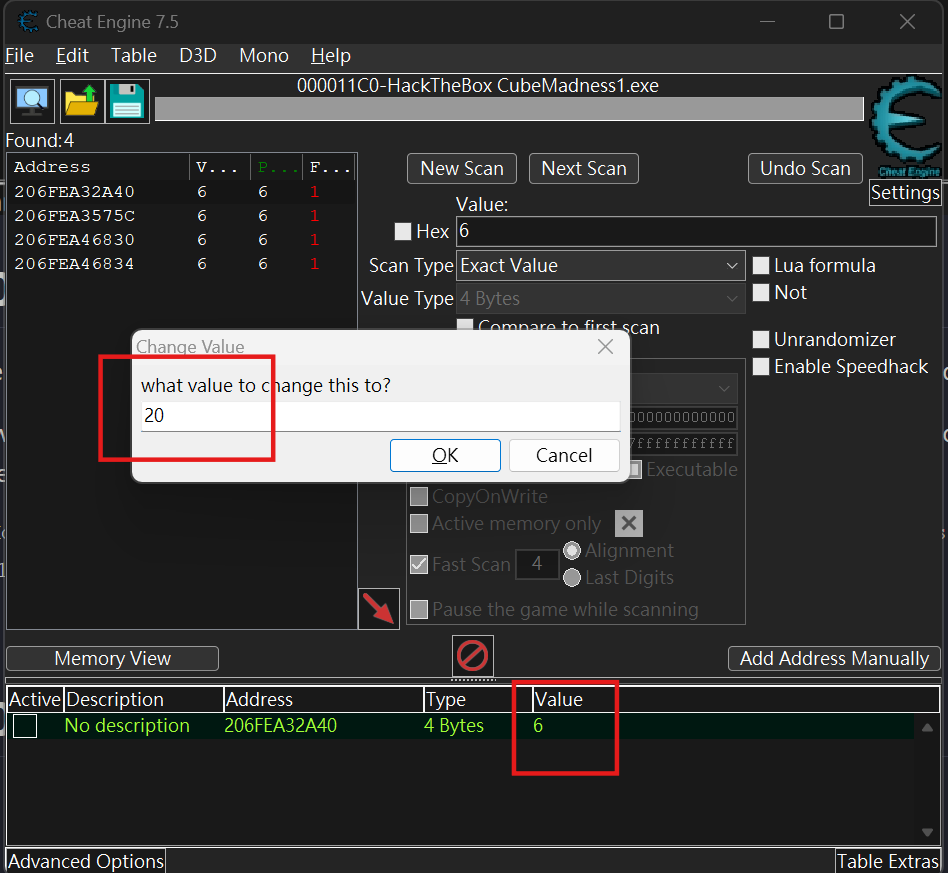 Cheat Engine 7.5
File Edit Table D3D Mono Help
000011C0-HackTheBox CubeMadness1.exe
Found:4
Address V... P... F...
206FEA32A40 6 6 1
206FEA3575C 6 6 1
206FEA46830 6 6 1
206FEA46834 6 6 1
New Scan Next Scan Undo Scan
Cheat Engine
Settings
Value:
Hex 6
Scan Type Exact Value
Lua formula
Value Type 4 Bytes
Not
Compare to first scan
Unrandomizer
Enable Speedhack
Change Value
what value to change this to?
20
OK Cancel
000000000000
7fffffffffff
Executable
CopyOnWrite
Active memory only
Fast Scan 4
Alignment
Last Digits
Pause the game while scanning
Memory View
Add Address Manually
Active Description Address Type Value
No description 206FEA32A40 4 Bytes 6
Advanced Options
Table Extras